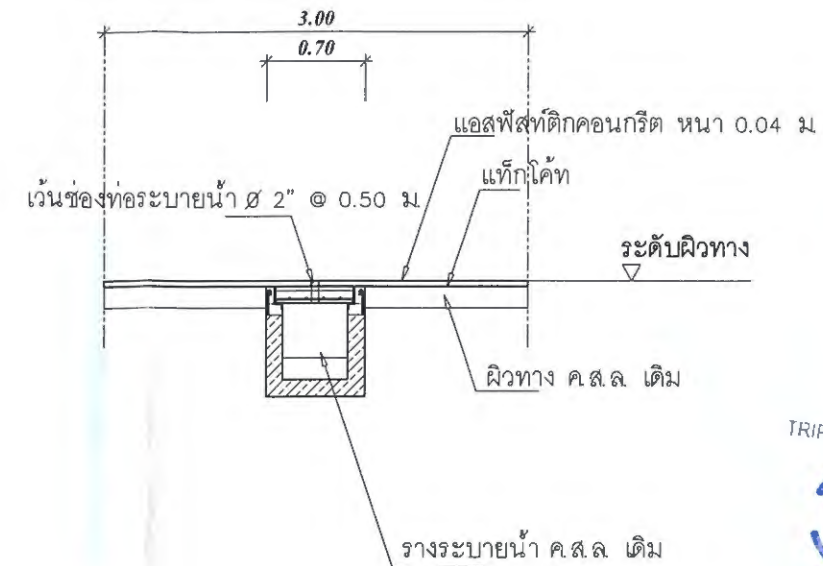 3.00
0.70
แอสฟัสท์ติกคอนกรีต หนา 0.04 ม.
แท็กโค้ท
เว้นช่องท่อระบายน้ำ Ø 2" @ 0.50 ม.
ระดับผิวทาง
ผิวทาง ค.ส.ล. เดิม
รางระบายน้ำ ค.ส.ล. เดิม